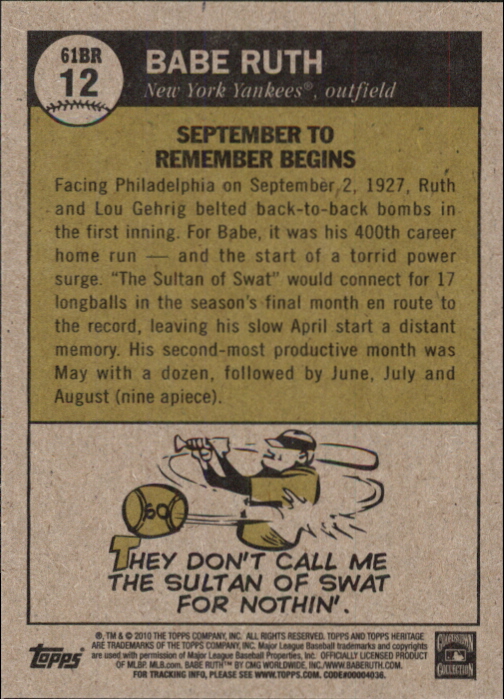 61BR
12
BABE RUTH
New York Yankees®, outfield
SEPTEMBER TO
REMEMBER BEGINS
Facing Philadelphia on September 2, 1927, Ruth
and Lou Gehrig belted back-to-back bombs in
the first inning. For Babe, it was his 400th career
home run — and the start of a torrid power
surge. “The Sultan of Swat” would connect for 17
longballs in the season’s final month en route to
the record, leaving his slow April start a distant
memory. His second-most productive month was
May with a dozen, followed by June, July and
August (nine apiece).
60
THEY DON'T CALL ME
THE SULTAN OF SWAT
FOR NOTHIN'.
topps
®, TM & © 2010 THE TOPPS COMPANY, INC. ALL RIGHTS RESERVED. TOPPS AND TOPPS HERITAGE
ARE TRADEMARKS OF THE TOPPS COMPANY, INC. Major League Baseball trademarks and copyrights
are used with permission of Major League Baseball Properties, Inc. OFFICIALLY LICENSED PRODUCT
OF MLBP. MLB.com. BABE RUTH™ BY CMG WORLDWIDE, INC./WWW.BABERUTH.COM.
FOR TRACKING INFO, PLEASE SEE WWW.TOPPS.COM. CODE#00004036.
COOPERSTOWN
COLLECTION